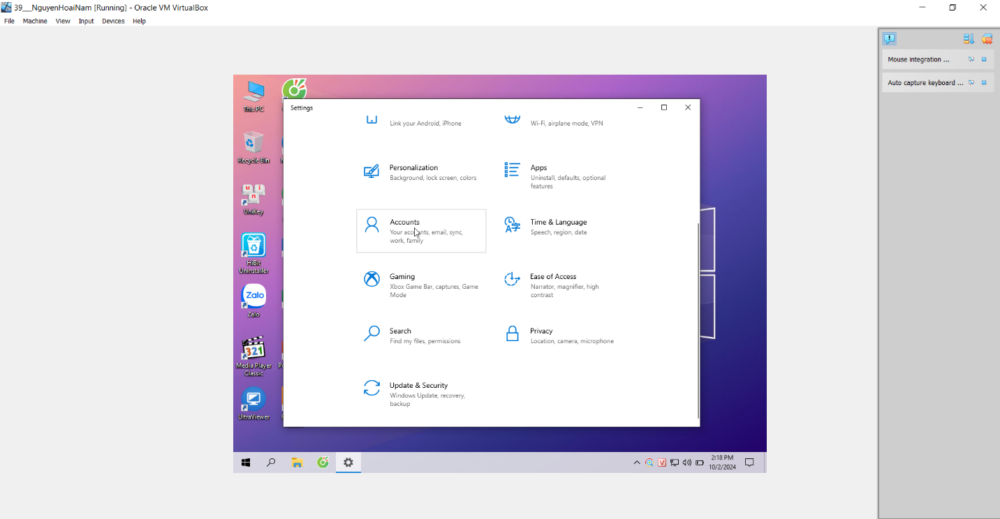 39__NguyenHoaiNam [Running] - Oracle VM VirtualBox
File Machine View Input Devices Help
Mouse integration ...
Auto capture keyboard ...
This PC
Recycle Bin
UniKey
HiBit
Uninstaller
Zalo
Zalo
321
Media Player
Classic
UltraViewer
Settings
Link your Android, iPhone
Wi-Fi, airplane mode, VPN
Personalization
Background, lock screen, colors
Apps
Uninstall, defaults, optional
features
Accounts
Your accounts, email, sync,
work, family
Time & Language
Speech, region, date
Gaming
Xbox Game Bar, captures, Game
Mode
Ease of Access
Narrator, magnifier, high
contrast
Search
Find my files, permissions
Privacy
Location, camera, microphone
Update & Security
Windows Update, recovery,
backup
2:18 PM
10/2/2024